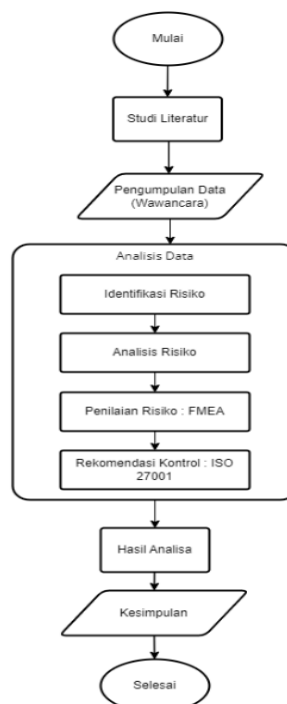 Mulai
Studi Literatur
Pengumpulan Data
(Wawancara)
Analisis Data
Identifikasi Risiko
Analisis Risiko
Penilaian Risiko : FMEA
Rekomendasi Kontrol : ISO
27001
Hasil Analisa
Kesimpulan
Selesai